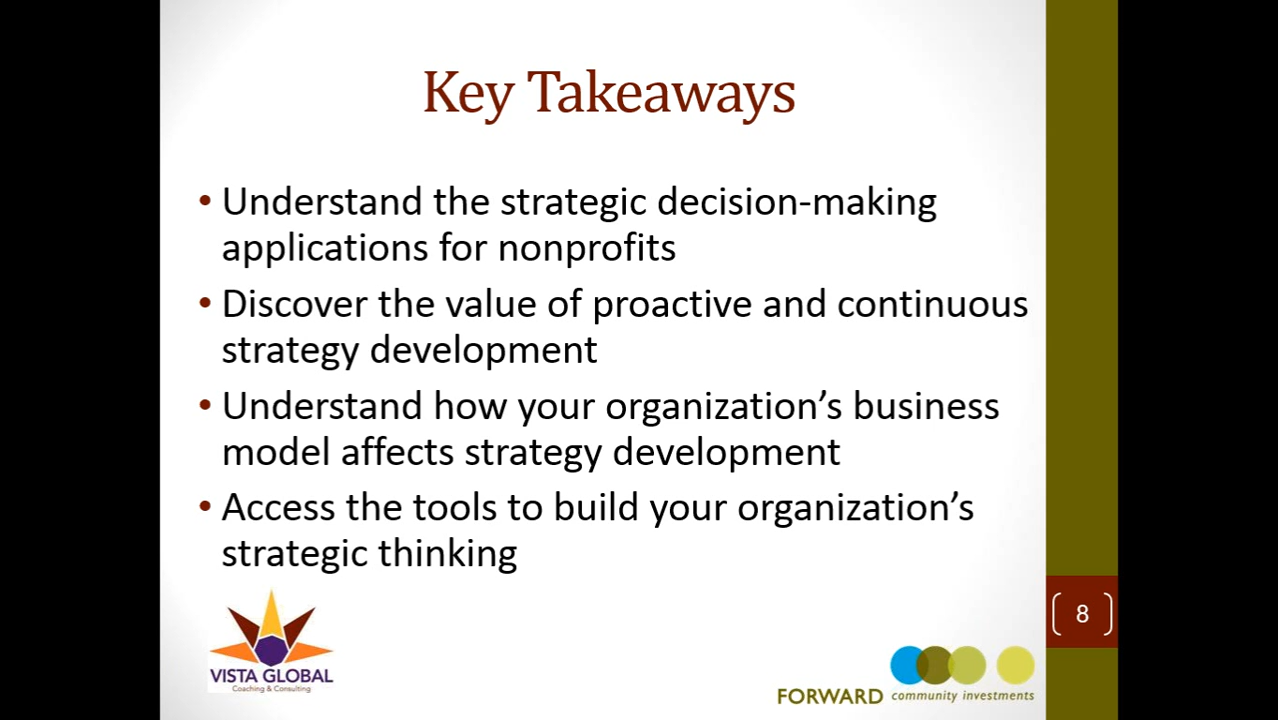 Key Takeaways
• Understand the strategic decision-making
applications for nonprofits
• Discover the value of proactive and continuous
strategy development
• Understand how your organization’s business
model affects strategy development
• Access the tools to build your organization’s
strategic thinking
8
VISTA GLOBAL
Coaching & Consulting
FORWARD community investments